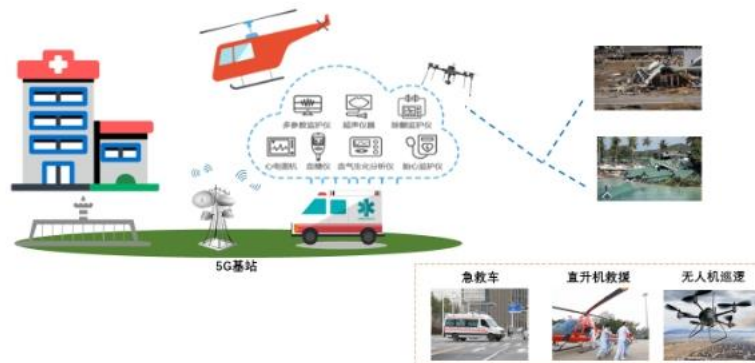 多参数监护仪 超声仪器 除颤监护仪
心电图机 血糖仪 血气生化分析仪 胎心监护仪
5G基站
急救车 直升机救援 无人机巡逻